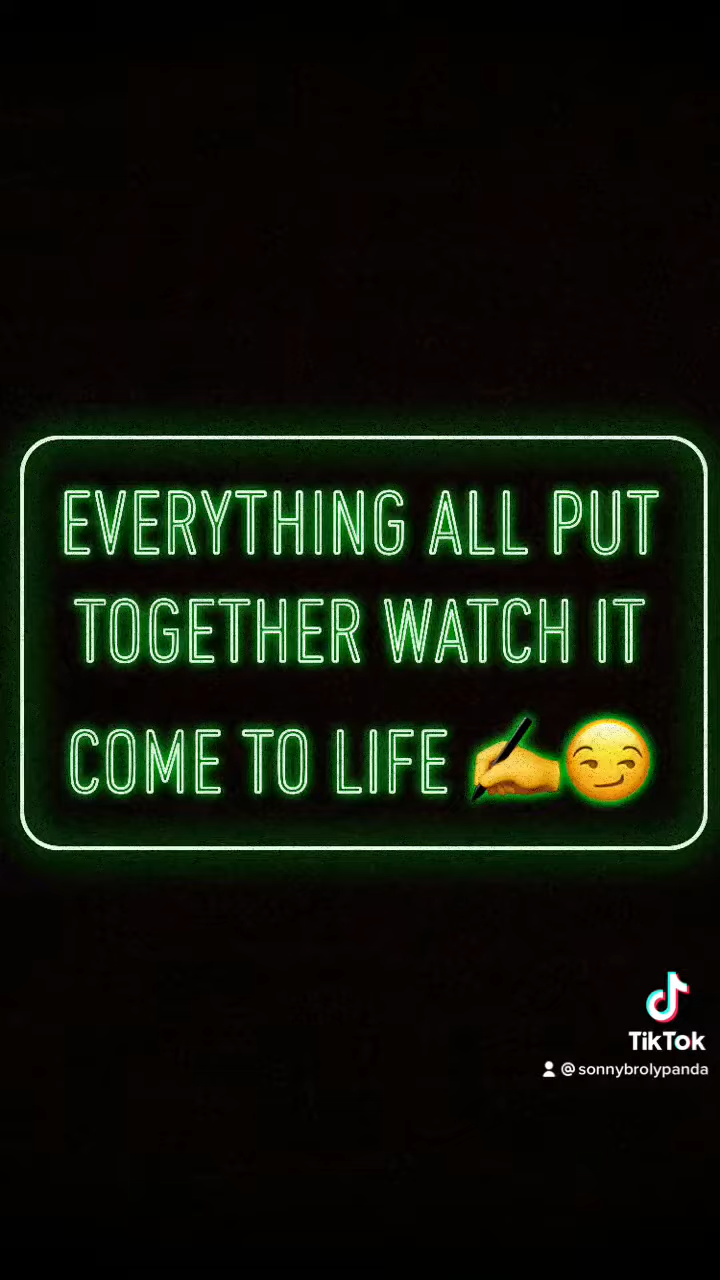 EVERYTHING ALL PUT
TOGETHER WATCH IT
COME TO LIFE ✍️😏
TikTok
@sonnybrolypanda